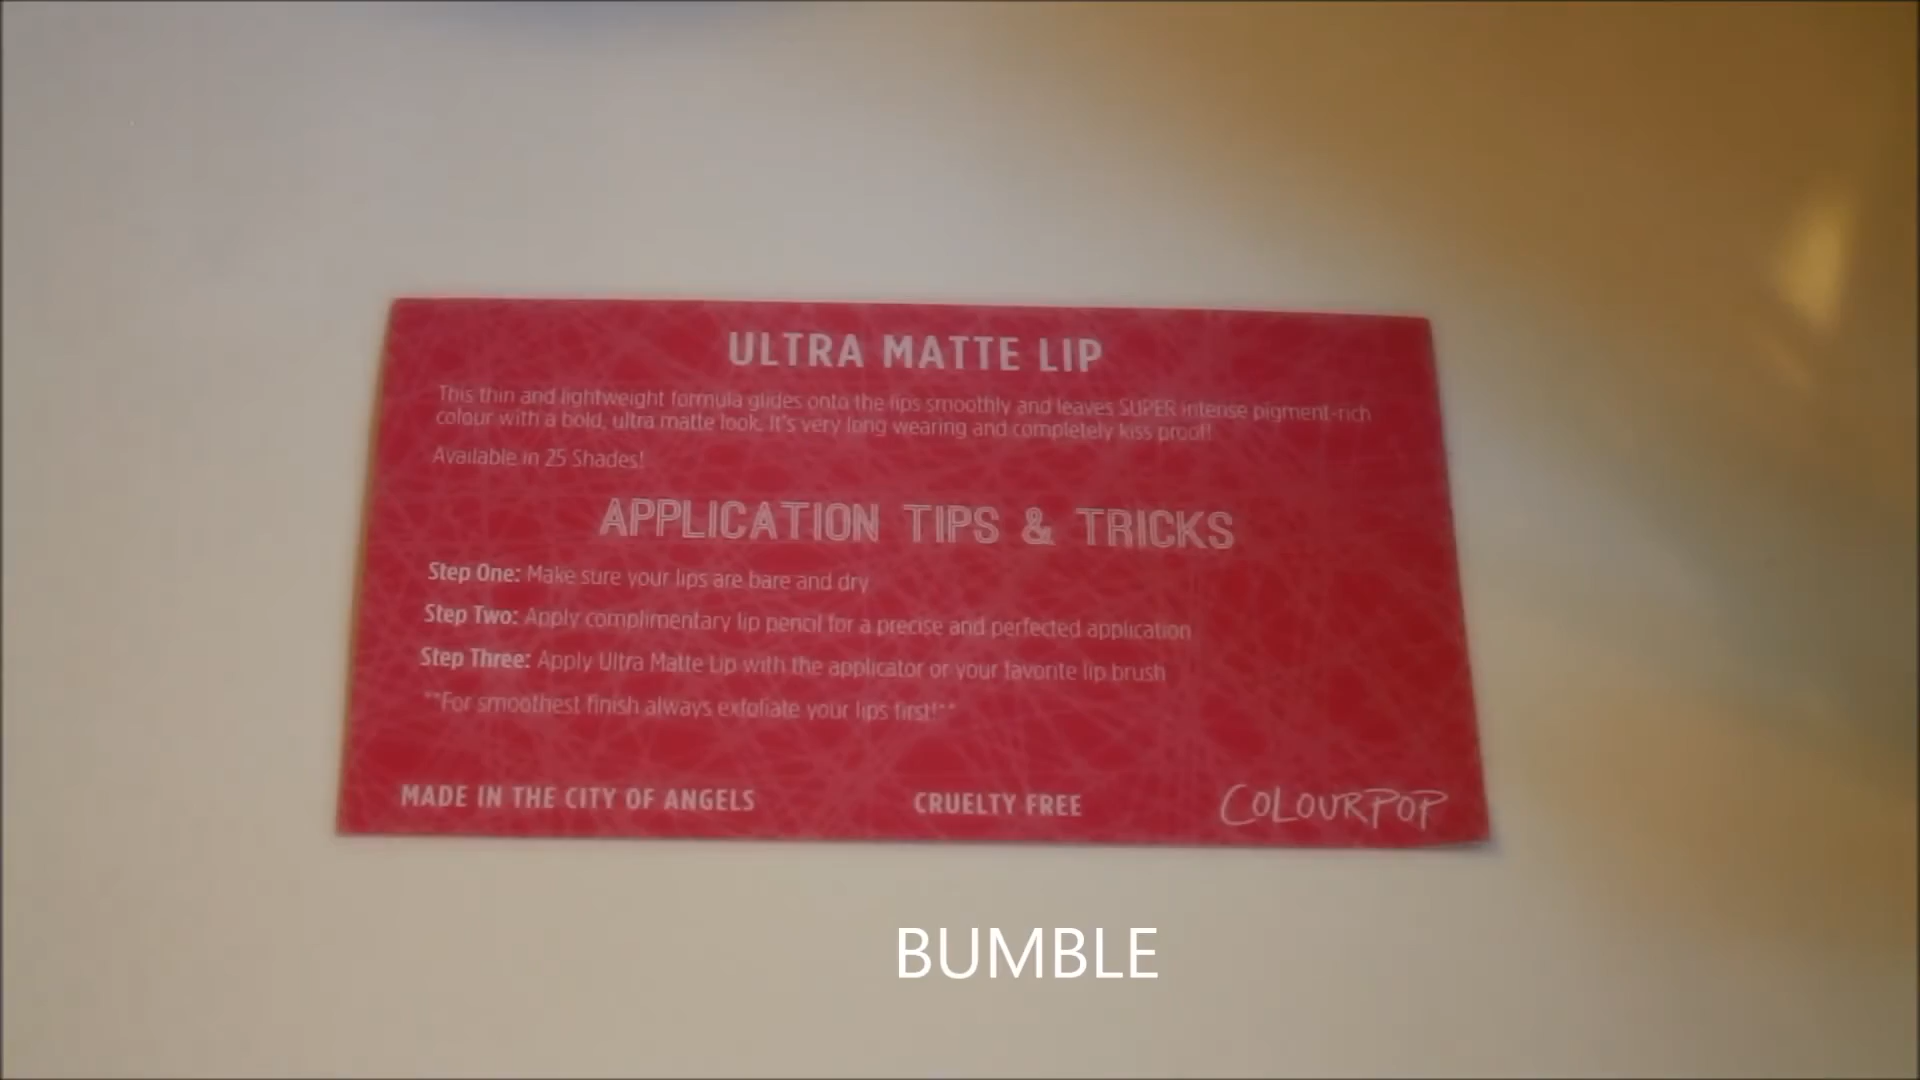 ULTRA MATTE LIP
This thin and lightweight formula glides onto the lips smoothly and leaves SUPER intense pigment-rich
colour with a bold, ultra matte look. It's very long wearing and completely kiss proof!
Available in 25 Shades!
APPLICATION TIPS & TRICKS
Step One: Make sure your lips are bare and dry
Step Two: Apply complimentary lip pencil for a precise and perfected application
Step Three: Apply Ultra Matte Lip with the applicator or your favorite lip brush
**For smoothest finish always exfoliate your lips first!**
MADE IN THE CITY OF ANGELS CRUELTY FREE COLOURPOP
BUMBLE